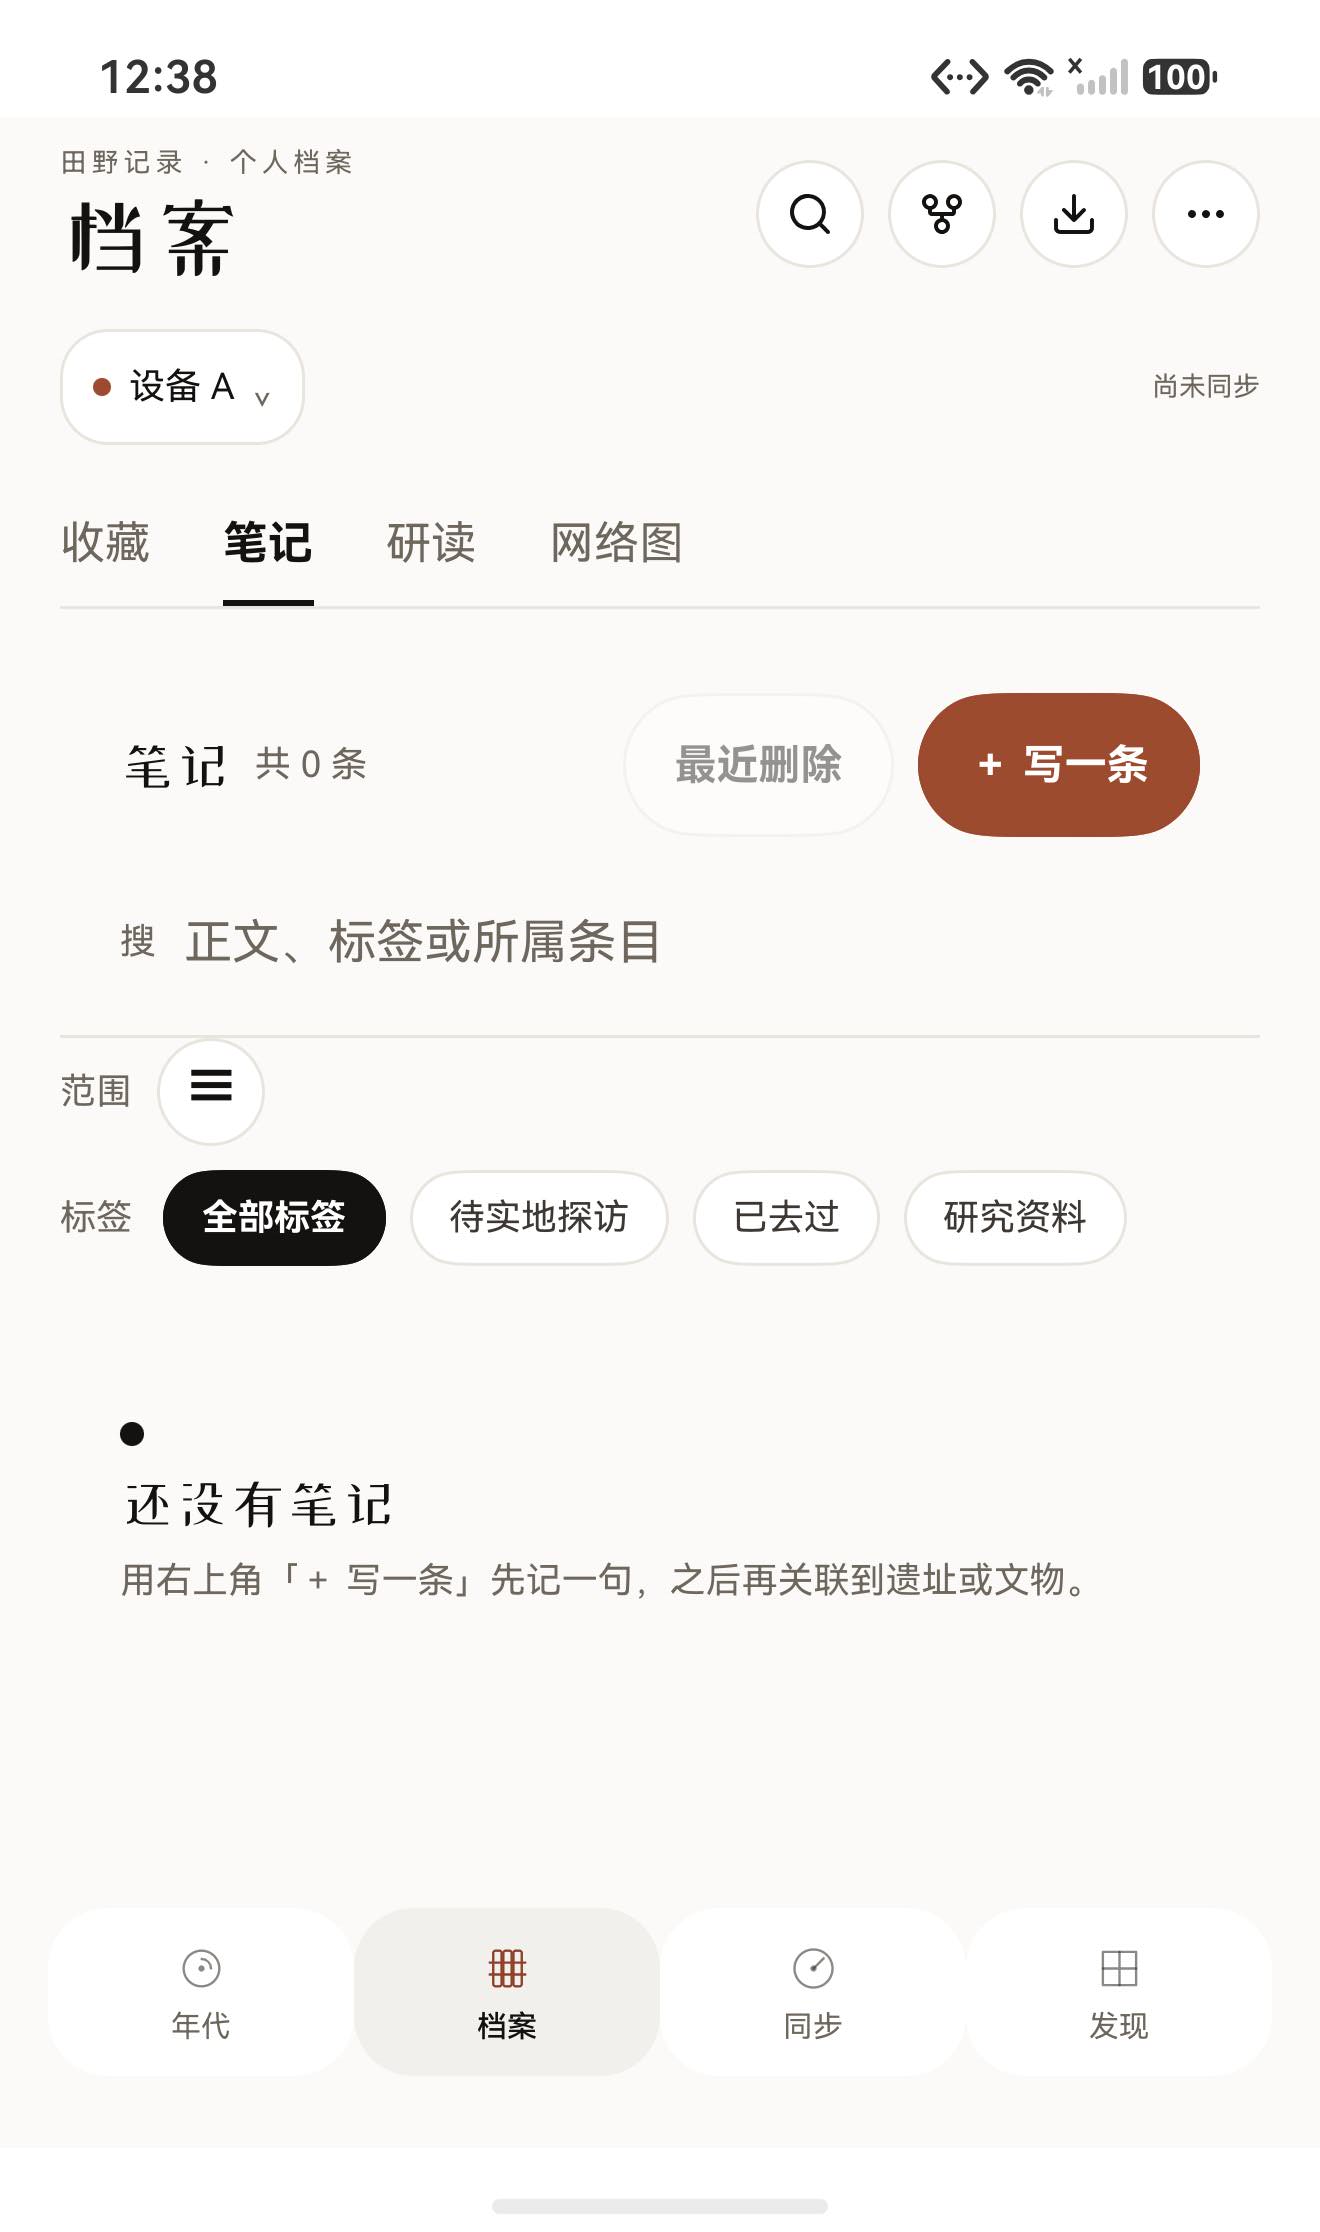 12:38
100
田野记录 · 个人档案
档案
设备 A
尚未同步
收藏 笔记 研读 网络图
笔记 共 0 条 最近删除 + 写一条
搜 正文、标签或所属条目
范围
标签 全部标签 待实地探访 已去过 研究资料
还没有笔记
用右上角「+ 写一条」先记一句，之后再关联到遗址或文物。
年代 档案 同步 发现